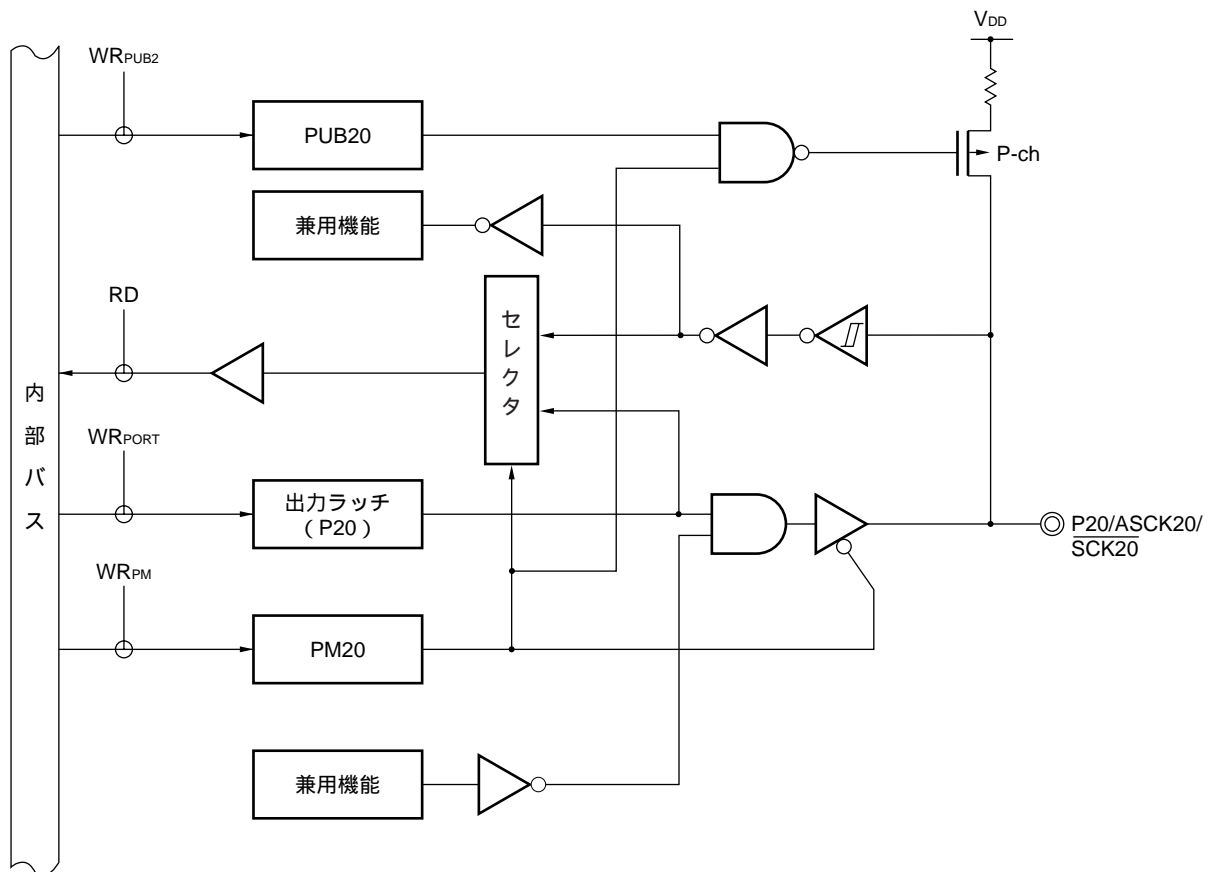 VDD
WRPUB2
PUB20
P-ch
兼用機能
RD
セレクタ
内部バス
WRPORT
出力ラッチ
（P20）
P20/ASCK20/
SCK20
WRPM
PM20
兼用機能